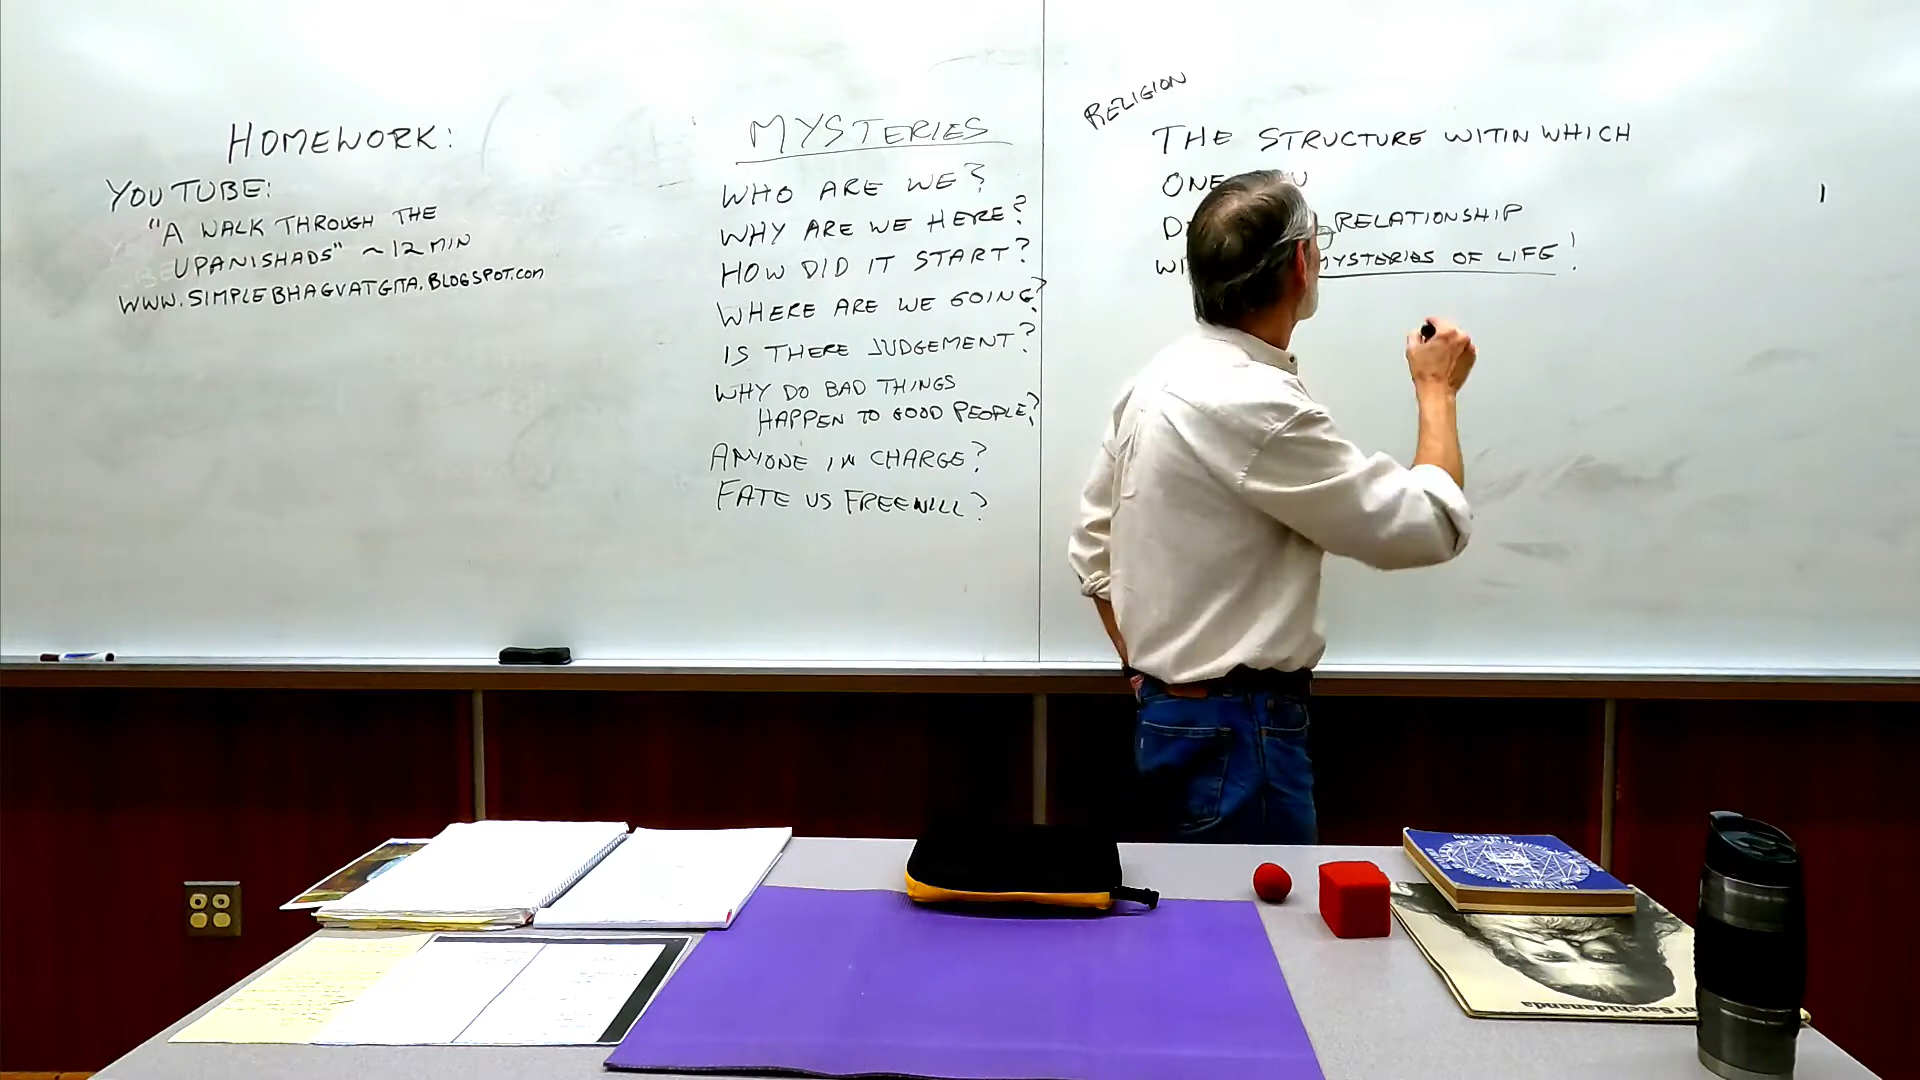 HOMEWORK:
YOUTUBE:
"A WALK THROUGH THE
UPANISHADS" ~12 MIN
WWW.SIMPLEBHAGVATGITA.BLOGSPOT.COM
MYSTERIES
WHO ARE WE?
WHY ARE WE HERE?
HOW DID IT START?
WHERE ARE WE GOING?
IS THERE JUDGEMENT?
WHY DO BAD THINGS
HAPPEN TO GOOD PEOPLE?
ANYONE IN CHARGE?
FATE VS FREEWILL?
RELIGION
THE STRUCTURE WITIN WHICH
ONE
RELATIONSHIP
MYSTERIES OF LIFE!
Satchidananda